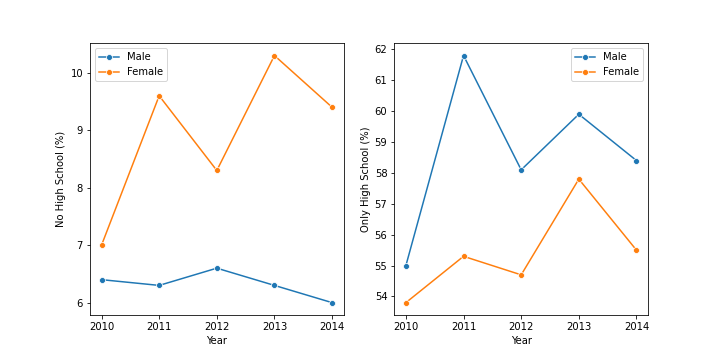 No High School (%)
10
9
8
7
6
Male
Female
2010 2011 2012 2013 2014
Year
Only High School (%)
62
61
60
59
58
57
56
55
54
Male
Female
2010 2011 2012 2013 2014
Year